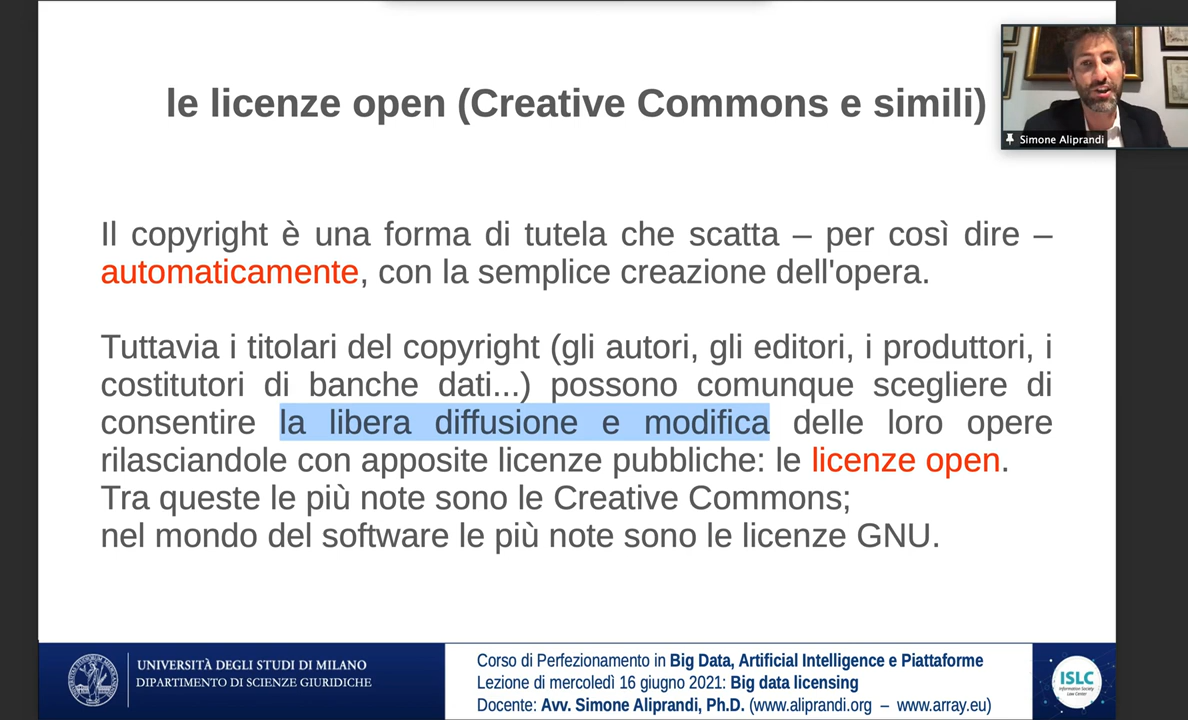 le licenze open (Creative Commons e simili)
Simone Aliprandi
Il copyright è una forma di tutela che scatta – per così dire –
automaticamente, con la semplice creazione dell'opera.
Tuttavia i titolari del copyright (gli autori, gli editori, i produttori, i
costitutori di banche dati...) possono comunque scegliere di
consentire la libera diffusione e modifica delle loro opere
rilasciandole con apposite licenze pubbliche: le licenze open.
Tra queste le più note sono le Creative Commons;
nel mondo del software le più note sono le licenze GNU.
UNIVERSITÀ DEGLI STUDI DI MILANO
DIPARTIMENTO DI SCIENZE GIURIDICHE
Corso di Perfezionamento in Big Data, Artificial Intelligence e Piattaforme
Lezione di mercoledì 16 giugno 2021: Big data licensing
Docente: Avv. Simone Aliprandi, Ph.D. (www.aliprandi.org – www.array.eu)
ISLC
Information Society
Law Center